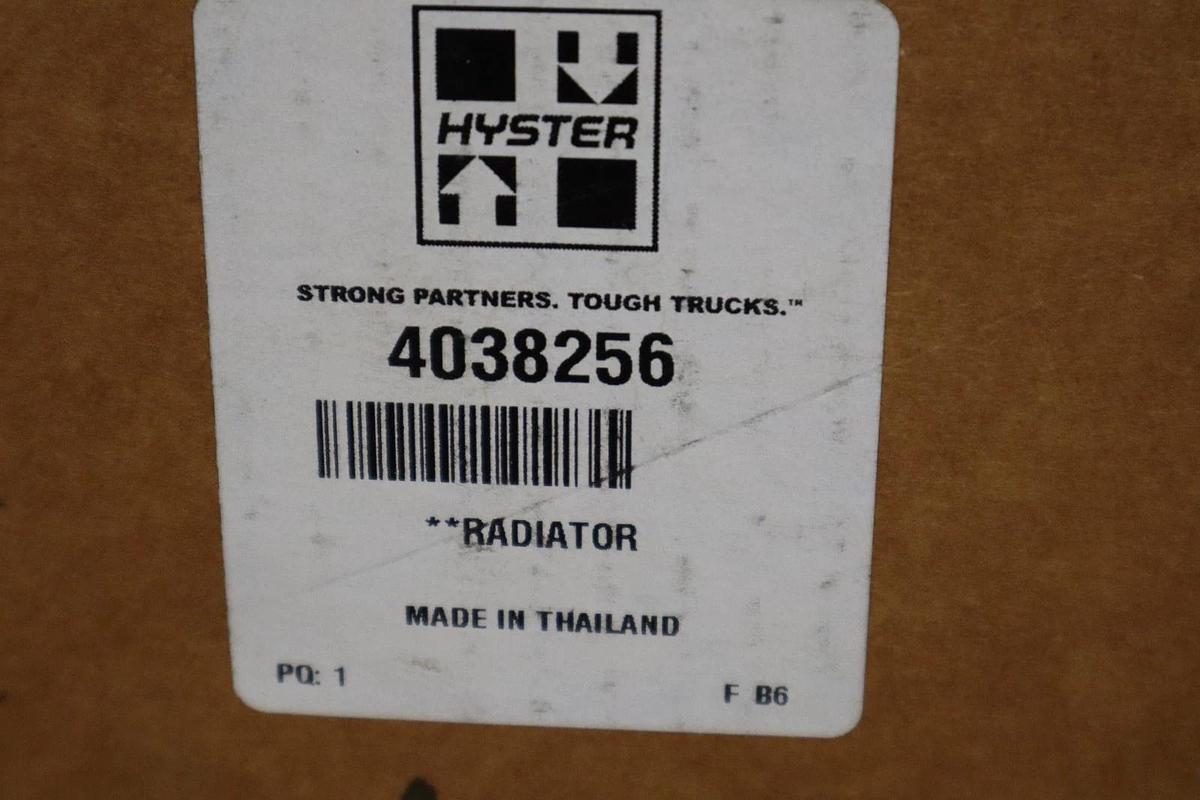 HYSTER
STRONG PARTNERS. TOUGH TRUCKS.™
4038256
**RADIATOR
MADE IN THAILAND
PQ: 1
F B6